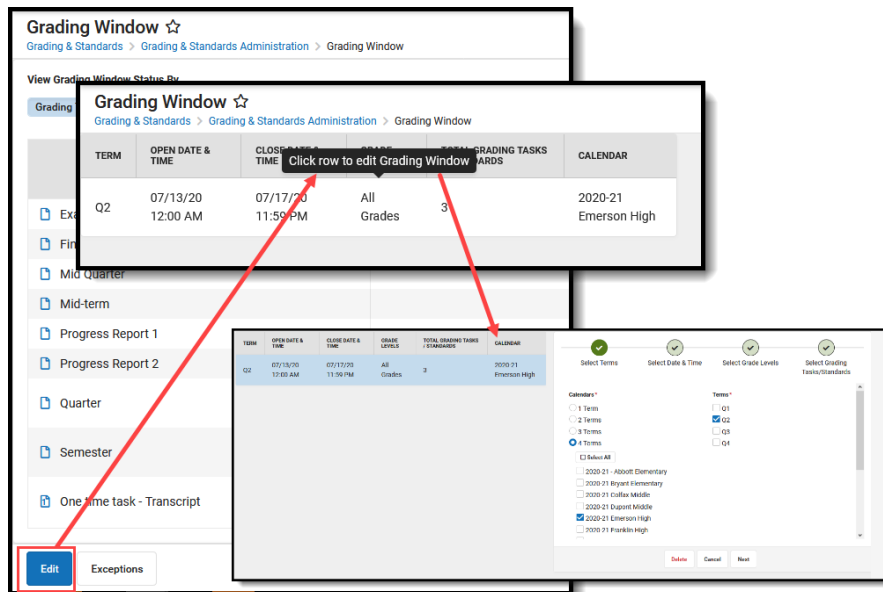 Grading Window
Grading & Standards > Grading & Standards Administration > Grading Window
View Grading Window Status By
Grading
Mid Quarter
Mid-term
Progress Report 1
Progress Report 2
Quarter
Semester
One time task - Transcript
Edit
Exceptions
Grading Window
Grading & Standards > Grading & Standards Administration > Grading Window
TERM
OPEN DATE &
TIME
CLOSE DATE &
TIME
TOTAL GRADING TASKS
CALENDAR
Click row to edit Grading Window
Q2
07/13/20
12:00 AM
07/17/20
11:59 PM
All
Grades
3
2020-21
Emerson High
TERM
OPEN DATE &
TIME
CLOSE DATE &
TIME
GRADE
LEVELS
TOTAL GRADING TASKS
/ STANDARDS
CALENDAR
Q2
07/13/20
12:00 AM
07/17/20
11:59 PM
All
Grades
3
2020-21
Emerson High
Select Terms
Select Date & Time
Select Grade Levels
Select Grading
Tasks/Standards
Calendars *
1 Term
2 Terms
3 Terms
4 Terms
Select All
2020-21 - Abbott Elementary
2020-21 Bryant Elementary
2020-21 Colfax Middle
2020-21 Dupont Middle
2020-21 Emerson High
2020-21 Franklin High
Terms *
Q1
Q2
Q3
Q4
Delete
Cancel
Next